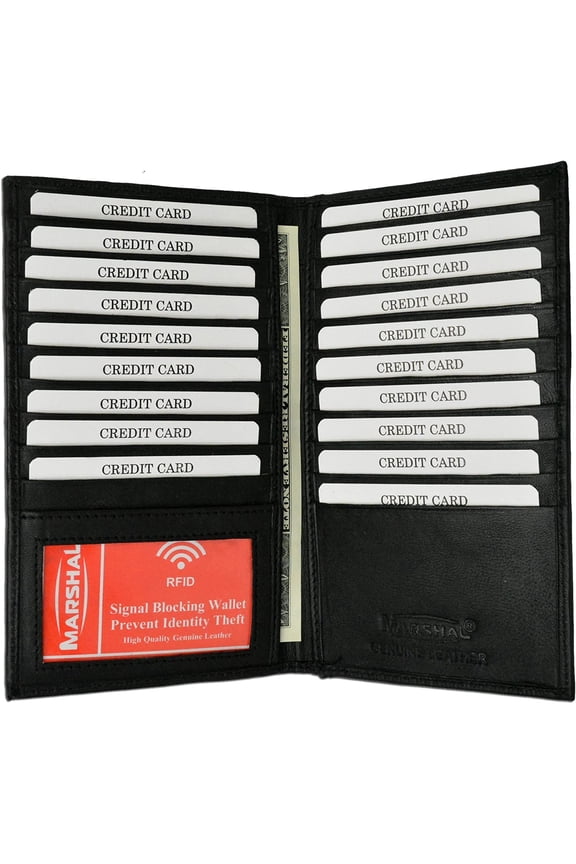 CREDIT CARD
CREDIT CARD
CREDIT CARD
CREDIT CARD
CREDIT CARD
CREDIT CARD
CREDIT CARD
CREDIT CARD
CREDIT CARD
MARSHAL
RFID
Signal Blocking Wallet
Prevent Identity Theft
High Quality Genuine Leather
FEDERAL RESERVE NOTE
CREDIT CARD
CREDIT CARD
CREDIT CARD
CREDIT CARD
CREDIT CARD
CREDIT CARD
CREDIT CARD
CREDIT CARD
CREDIT CARD
CREDIT CARD
MARSHAL®
GENUINE LEATHER